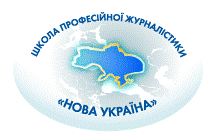 ШКОЛА ПРОФЕСІЙНОЇ ЖУРНАЛІСТИКИ
«НОВА УКРАЇНА»